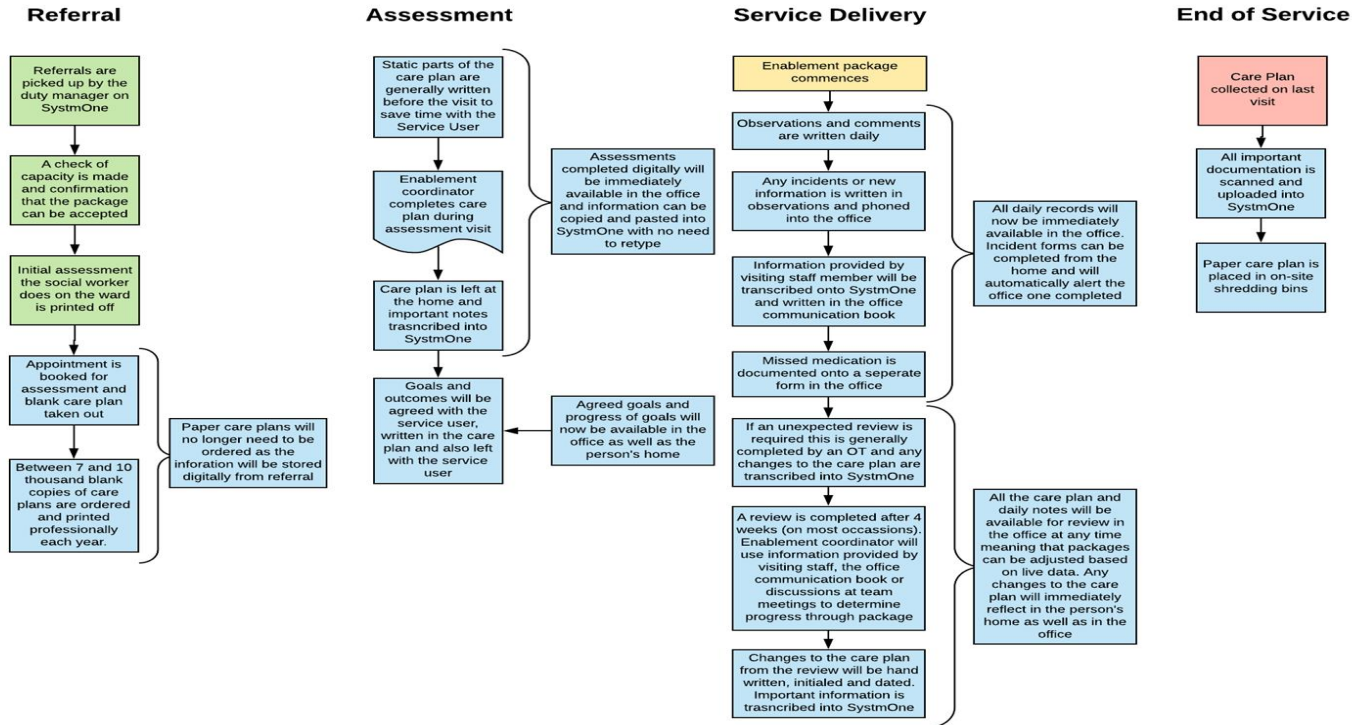 Referral
Referrals are
picked up by the
duty manager on
SystmOne
A check of
capacity is made
and confirmation
that the package
can be accepted
Initial assessment
the social worker
does on the ward
is printed off
Appointment is
booked for
assessment and
blank care plan
taken out
Between 7 and 10
thousand blank
copies of care
plans are ordered
and printed
professionally
each year.
Paper care plans will
no longer need to be
ordered as the
inforation will be stored
digitally from referral
Assessment
Static parts of the
care plan are
generally written
before the visit to
save time with the
Service User
Enablement
coordinator
completes care
plan during
assessment visit
Care plan is left at
the home and
important notes
trasncribed into
SystmOne
Goals and
outcomes will be
agreed with the
service user,
written in the care
plan and also left
with the service
user
Assessments
completed digitally will
be immediately
available in the office
and information can be
copied and pasted into
SystmOne with no need
to retype
Agreed goals and
progress of goals will
now be available in the
office as well as the
person's home
Service Delivery
Enablement package
commences
Observations and comments
are written daily
Any incidents or new
information is written in
observations and phoned
into the office
Information provided by
visiting staff member will be
transcribed onto SystmOne
and written in the office
communication book
Missed medication is
documented onto a seperate
form in the office
If an unexpected review is
required this is generally
completed by an OT and any
changes to the care plan are
transcribed into SystmOne
A review is completed after 4
weeks (on most occassions).
Enablement coordinator will
use information provided by
visiting staff, the office
communication book or
discussions at team
meetings to determine
progress through package
Changes to the care plan
from the review will be hand
written, initialed and dated.
Important information is
trasncribed into SystmOne
All daily records will
now be immediately
available in the office.
Incident forms can be
completed from the
home and will
automatically alert the
office one completed
All the care plan and
daily notes will be
available for review in
the office at any time
meaning that packages
can be adjusted based
on live data. Any
changes to the care
plan will immediately
reflect in the person's
home as well as in the
office
End of Service
Care Plan
collected on last
visit
All important
documentation is
scanned and
uploaded into
SystmOne
Paper care plan is
placed in on-site
shredding bins